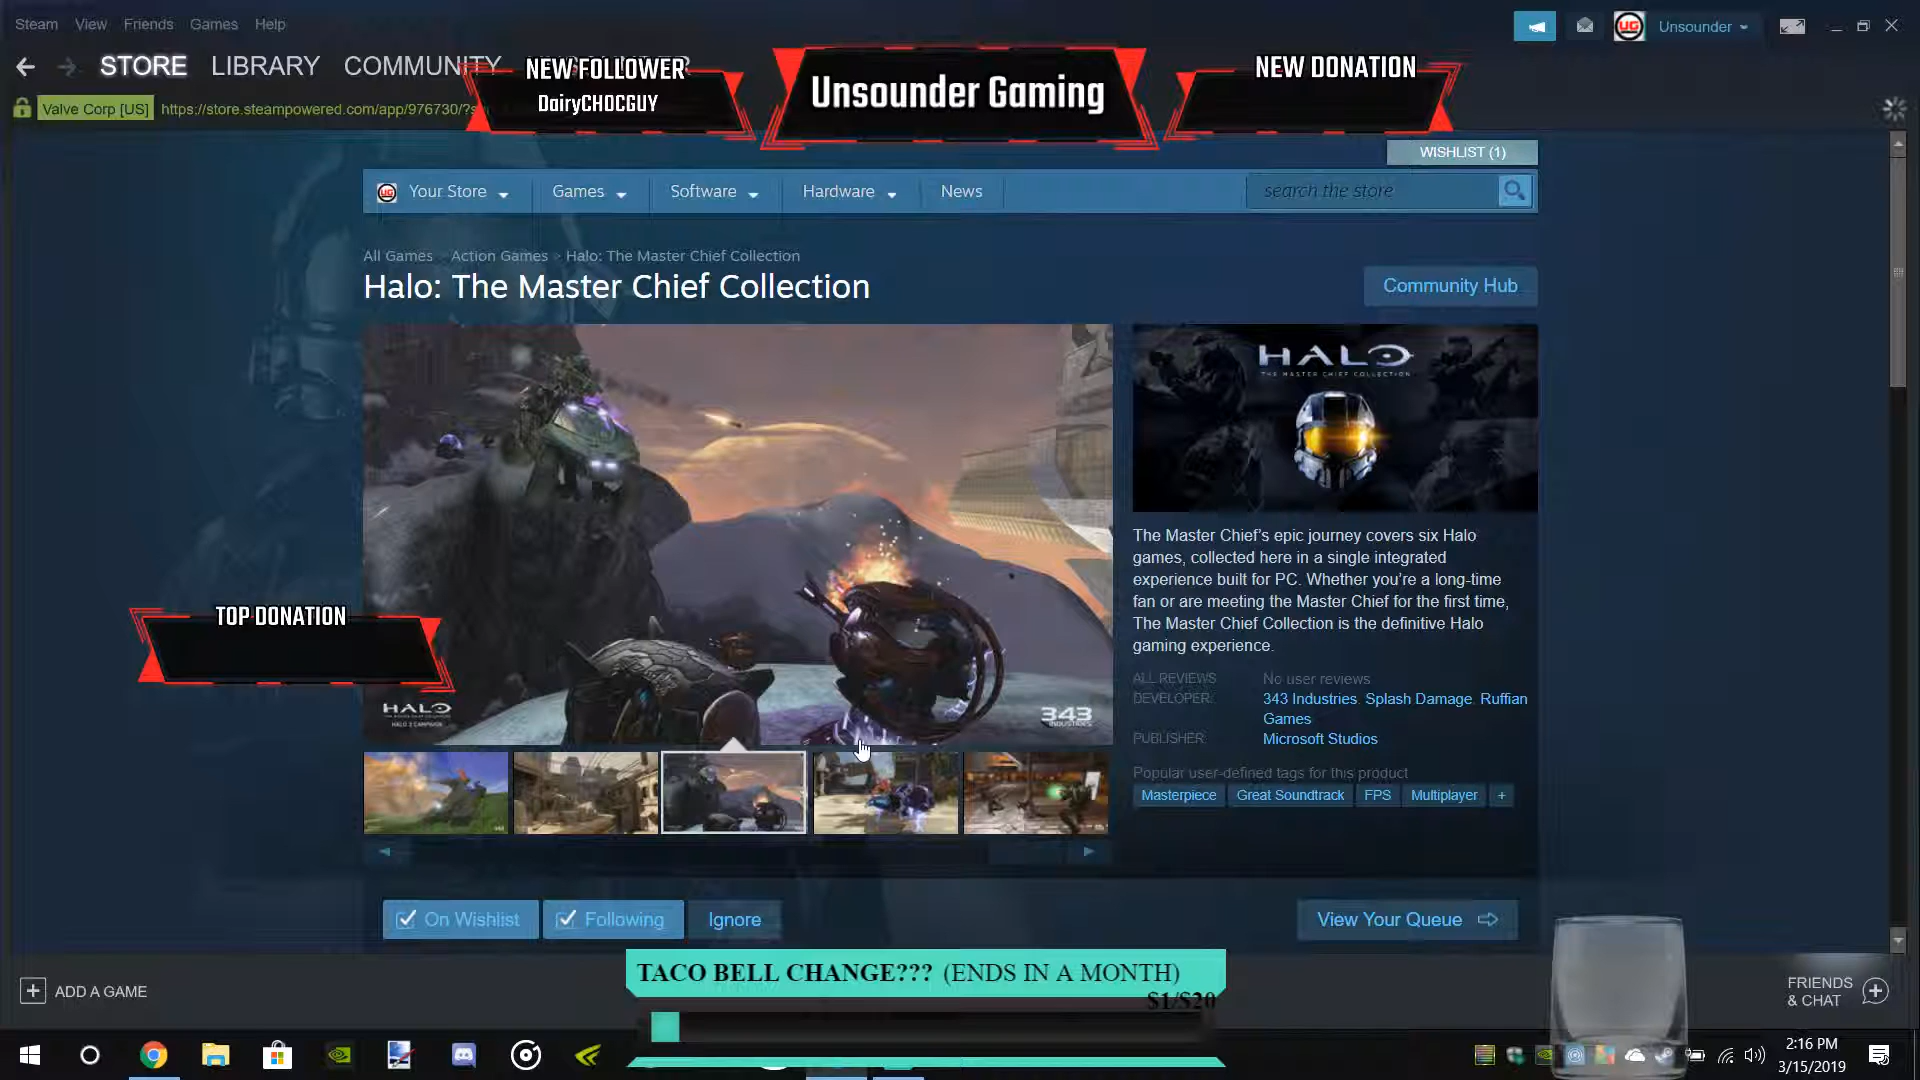 Steam View Friends Games Help
Unsounder
STORE LIBRARY COMMUNITY
NEW FOLLOWER
DairyCHOCGUY
Unsounder Gaming
NEW DONATION
Valve Corp [US] https://store.steampowered.com/app/976730/?s
WISHLIST (1)
Your Store Games Software Hardware News
search the store
All Games > Action Games > Halo: The Master Chief Collection
Halo: The Master Chief Collection
Community Hub
HALO
THE MASTER CHIEF COLLECTION
The Master Chief’s epic journey covers six Halo
games, collected here in a single integrated
experience built for PC. Whether you’re a long-time
fan or are meeting the Master Chief for the first time,
The Master Chief Collection is the definitive Halo
gaming experience.
TOP DONATION
ALL REVIEWS: No user reviews
DEVELOPER: 343 Industries, Splash Damage, Ruffian
Games
PUBLISHER: Microsoft Studios
HALO
HALO 3 CAMPAIGN
343
INDUSTRIES
Popular user-defined tags for this product
Masterpiece Great Soundtrack FPS Multiplayer +
On Wishlist Following Ignore
View Your Queue
TACO BELL CHANGE??? (ENDS IN A MONTH)
$1/$20
ADD A GAME
FRIENDS
& CHAT
2:16 PM
3/15/2019